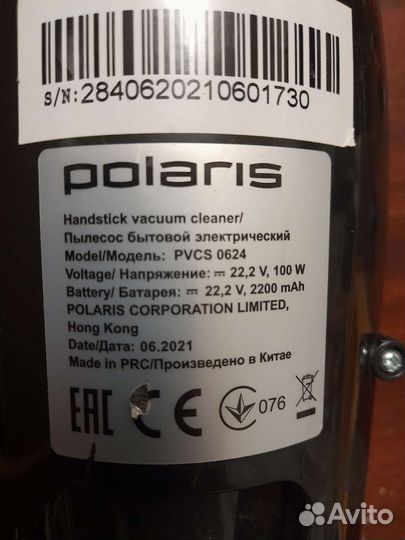 S/N:2840620210601730
polaris
Handstick vacuum cleaner/
Пылесос бытовой электрический
Model/Модель: PVCS 0624
Voltage/ Напряжение: ⎓ 22,2 V, 100 W
Battery/ Батарея: ⎓ 22,2 V, 2200 mAh
POLARIS CORPORATION LIMITED,
Hong Kong
Date/Дата: 06.2021
Made in PRC/Произведено в Китае
EAC CE 076
Avito